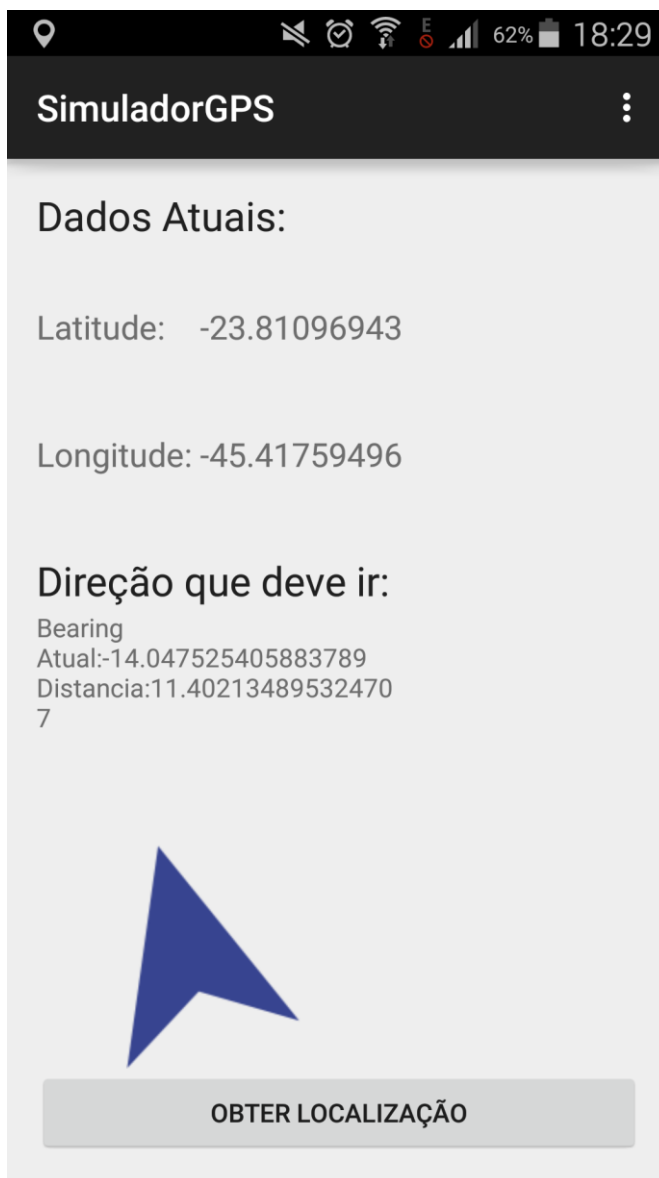 E 62% 18:29
SimuladorGPS
Dados Atuais:
Latitude: -23.81096943
Longitude: -45.41759496
Direção que deve ir:
Bearing
Atual:-14.047525405883789
Distancia:11.40213489532470
7
OBTER LOCALIZAÇÃO